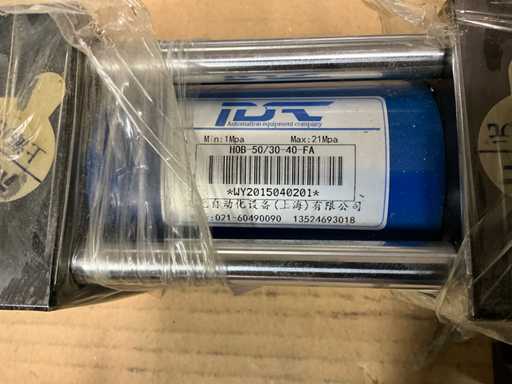 Automation equipment company
Min:1Mpa Max:21Mpa
HOB-50/30-40-FA
*WY2015040201*
自动化设备(上海)有限公司
:021-60490090 13524693018